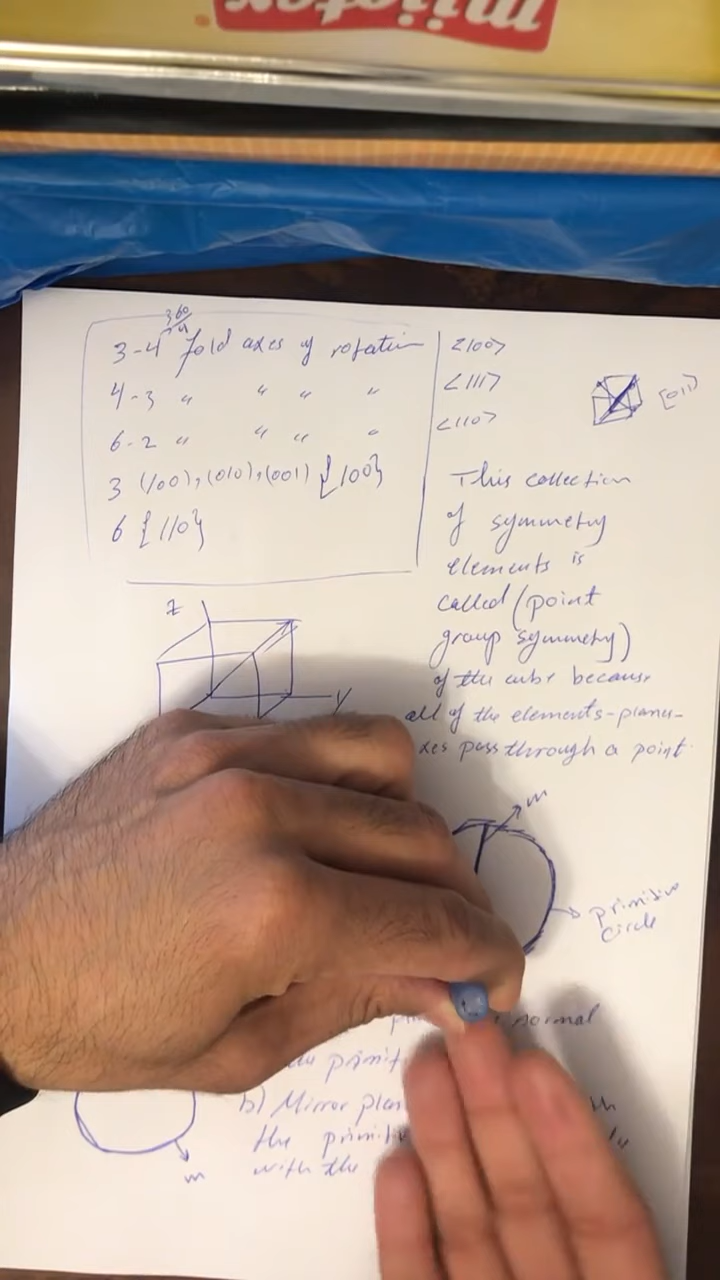 360
4
3-4 fold axes of rotation <100>
4-3 " " " " <111>
6-2 " " " " <110>
3 (100), (010), (001) {100}
6 {110}
[011]
This collection
of symmetry
elements is
called (point
group symmetry)
of the cube because
all of the elements-planes-
xes pass through a point.
z
y
m
primitive
circle
normal
primit
b) Mirror plan
the primitiv
with the
m